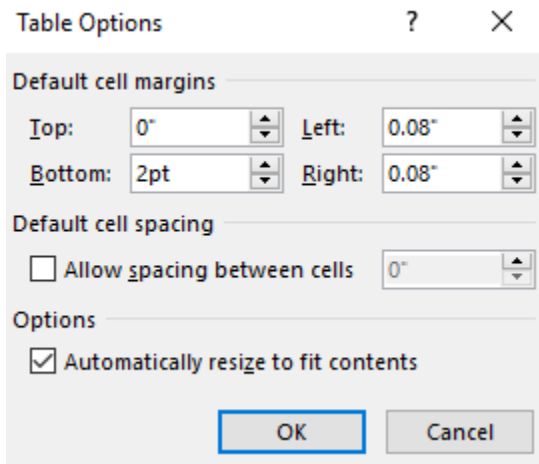 Table Options ? ×
Default cell margins
Top: 0" Left: 0.08"
Bottom: 2pt Right: 0.08"
Default cell spacing
Allow spacing between cells 0"
Options
Automatically resize to fit contents
OK Cancel